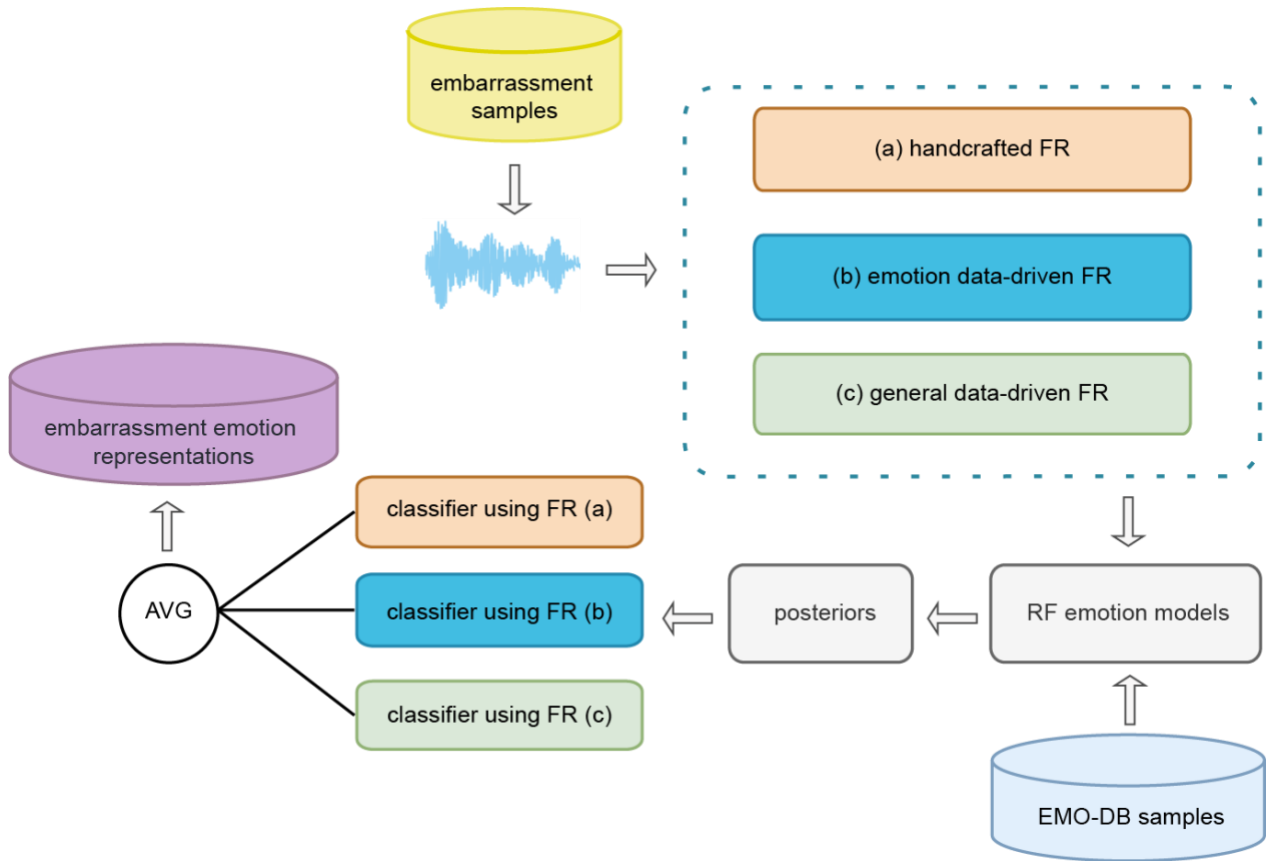 embarrassment
samples
(a) handcrafted FR
(b) emotion data-driven FR
(c) general data-driven FR
embarrassment emotion
representations
classifier using FR (a)
AVG
classifier using FR (b)
posteriors
RF emotion models
classifier using FR (c)
EMO-DB samples